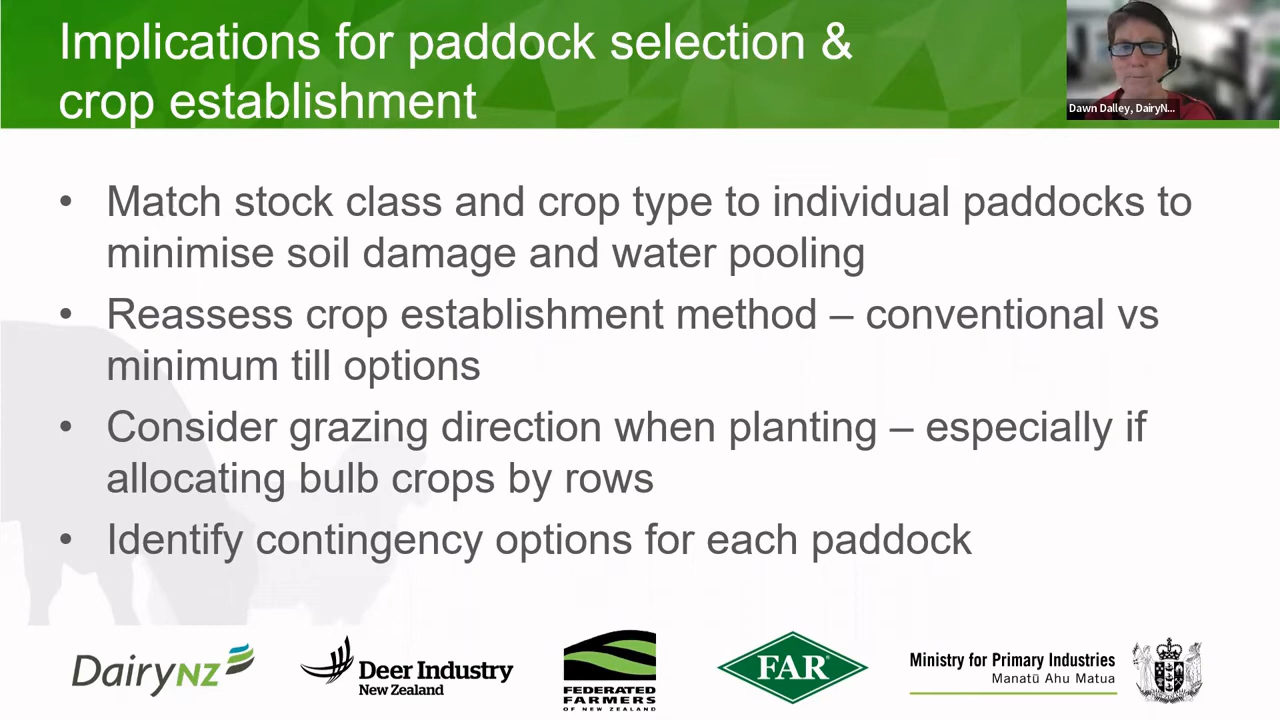 Implications for paddock selection &
crop establishment
Dawn Dalley, DairyN...
• Match stock class and crop type to individual paddocks to
minimise soil damage and water pooling
• Reassess crop establishment method – conventional vs
minimum till options
• Consider grazing direction when planting – especially if
allocating bulb crops by rows
• Identify contingency options for each paddock
DairyNZ
Deer Industry
New Zealand
FEDERATED
FARMERS
OF NEW ZEALAND
FAR
Ministry for Primary Industries
Manatū Ahu Matua